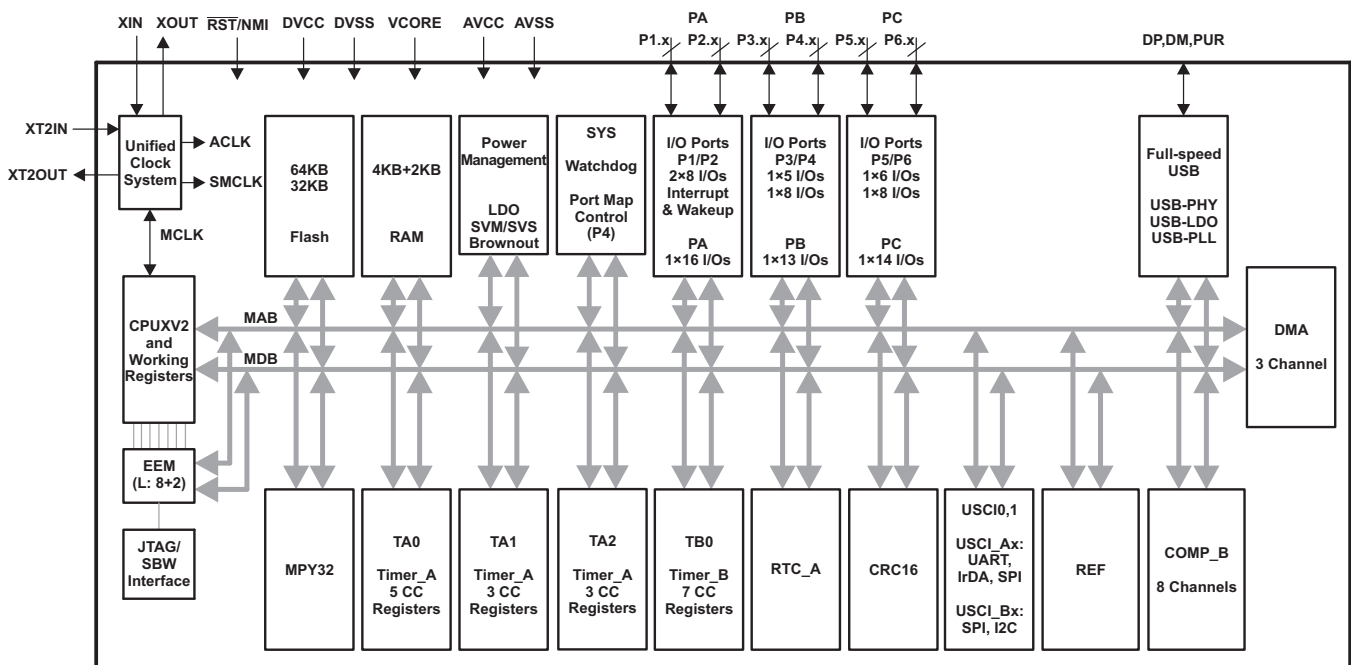 XIN XOUT RST/NMI DVCC DVSS VCORE AVCC AVSS
PA PB PC
P1.x P2.x P3.x P4.x P5.x P6.x
DP,DM,PUR
XT2IN
XT2OUT
Unified
Clock
System
ACLK
SMCLK
MCLK
64KB
32KB
Flash
4KB+2KB
RAM
Power
Management
LDO
SVM/SVS
Brownout
SYS
Watchdog
Port Map
Control
(P4)
I/O Ports
P1/P2
2×8 I/Os
Interrupt
& Wakeup
PA
1×16 I/Os
I/O Ports
P3/P4
1×5 I/Os
1×8 I/Os
PB
1×13 I/Os
I/O Ports
P5/P6
1×6 I/Os
1×8 I/Os
PC
1×14 I/Os
Full-speed
USB
USB-PHY
USB-LDO
USB-PLL
CPUXV2
and
Working
Registers
MAB
MDB
DMA
3 Channel
EEM
(L: 8+2)
JTAG/
SBW
Interface
MPY32
TA0
Timer_A
5 CC
Registers
TA1
Timer_A
3 CC
Registers
TA2
Timer_A
3 CC
Registers
TB0
Timer_B
7 CC
Registers
RTC_A
CRC16
USCI0,1
USCI_Ax:
UART,
IrDA, SPI
USCI_Bx:
SPI, I2C
REF
COMP_B
8 Channels